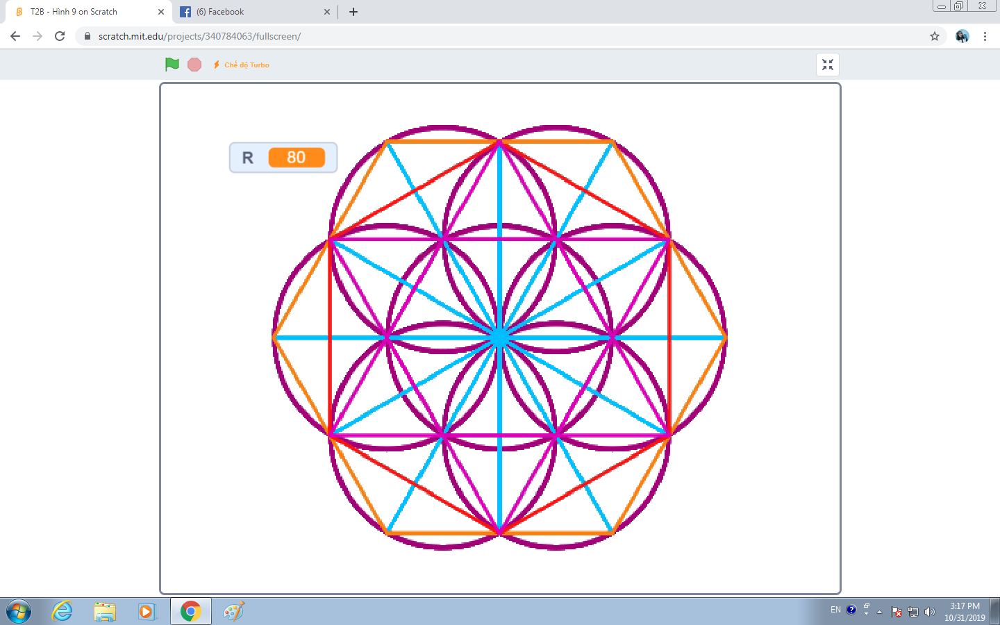 T2B - Hình 9 on Scratch
(6) Facebook
scratch.mit.edu/projects/340784063/fullscreen/
Chế độ Turbo
R 80
EN
3:17 PM
10/31/2019